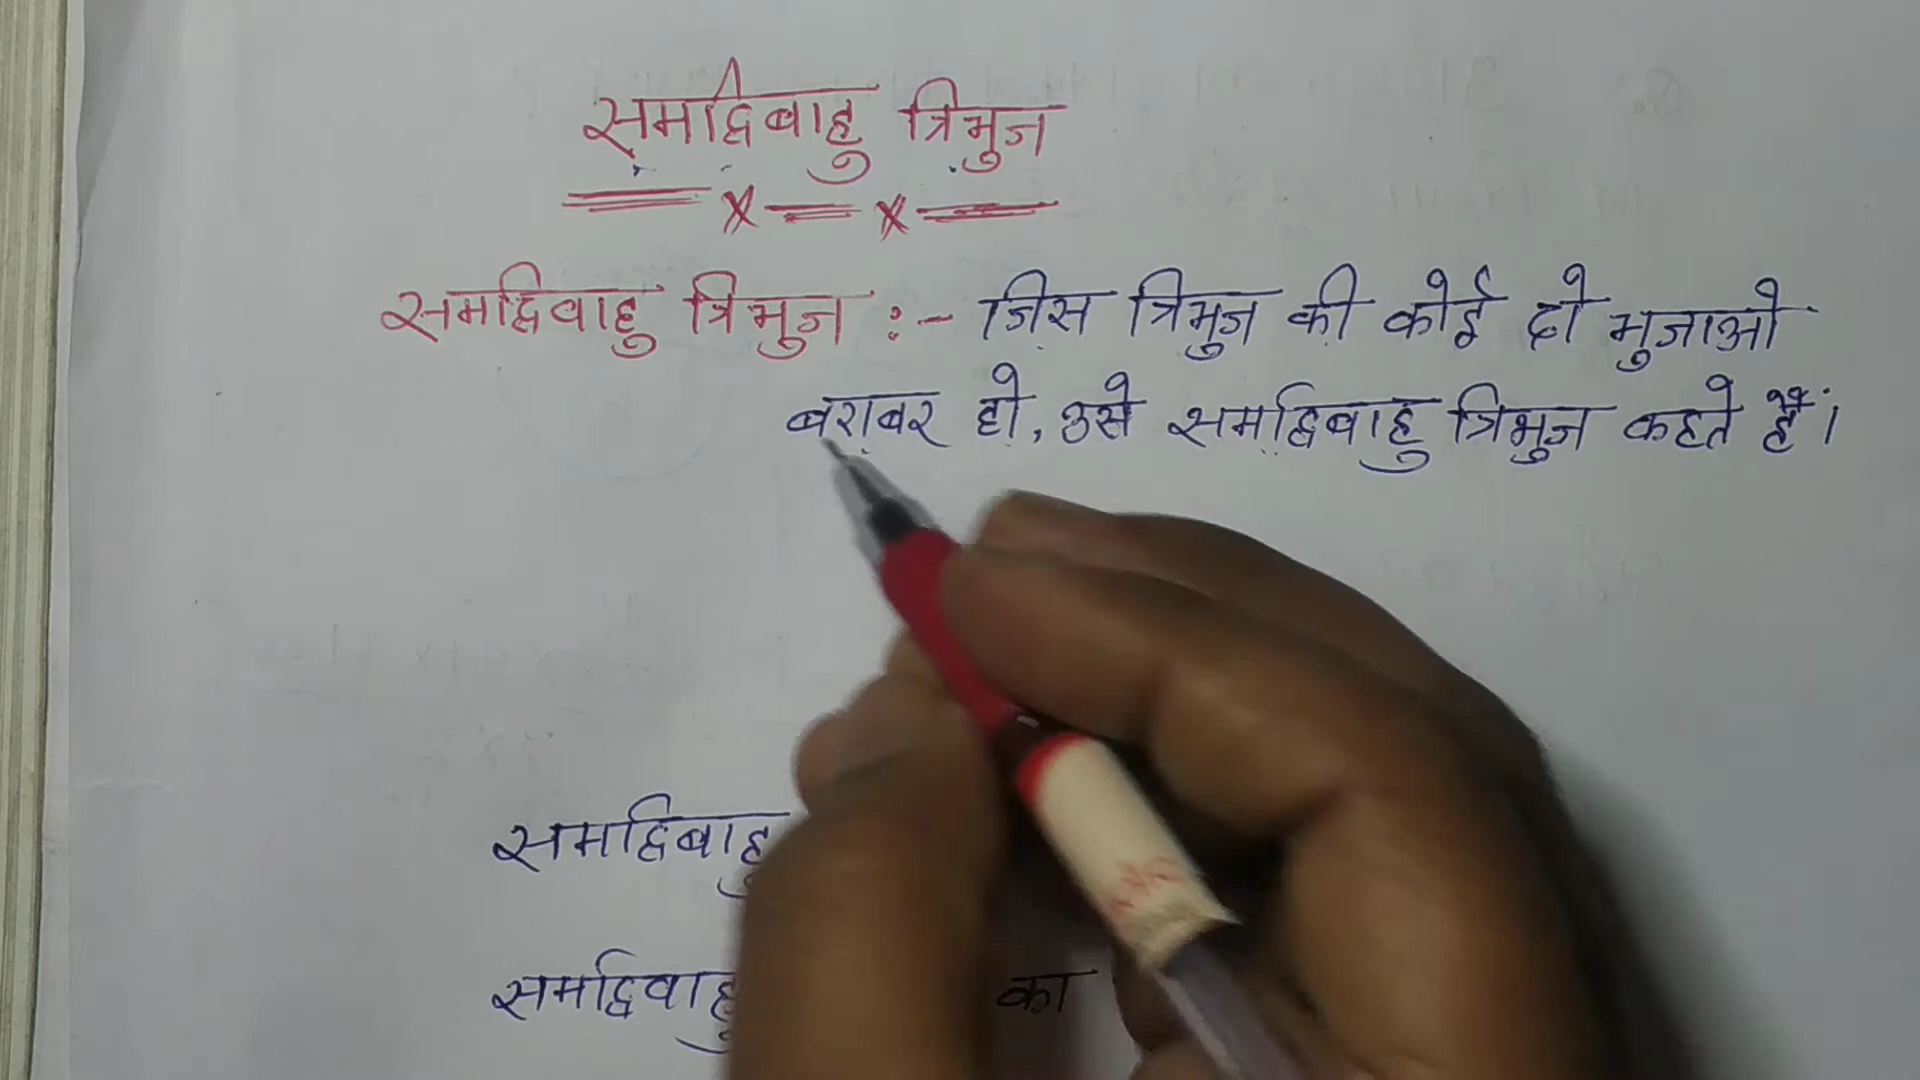 समद्विबाहु त्रिभुज
समद्विबाहु त्रिभुज :- जिस त्रिभुज की कोई दो भुजाओ
बराबर हो, उसे समद्विबाहु त्रिभुज कहते हैं।
समद्विबाहु
समद्विबाहु का